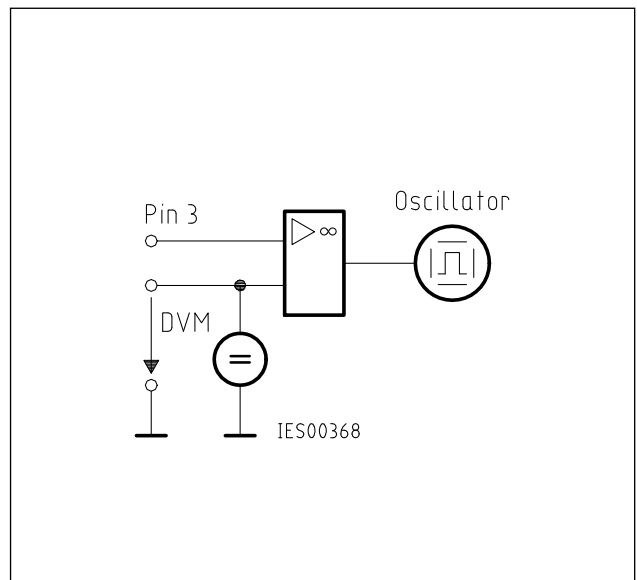 Oscillator
Pin 3
▷ ∞
DVM
=
IES00368